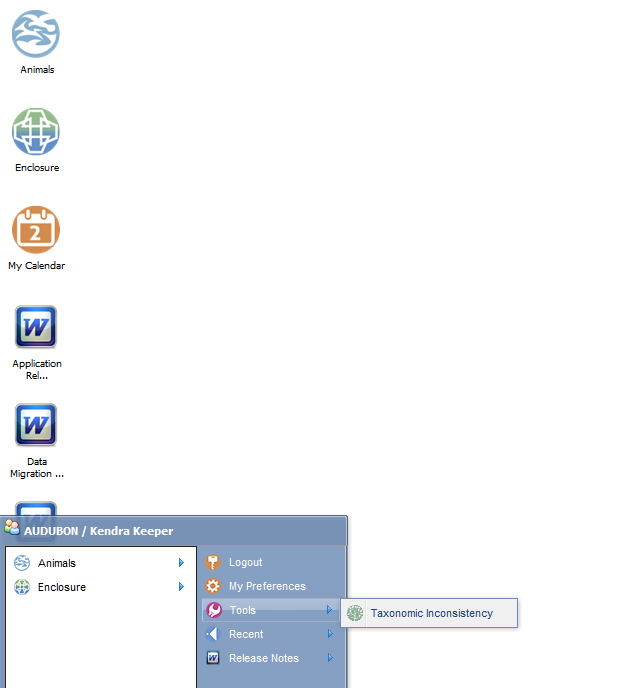 Animals
Enclosure
2
My Calendar
W
Application
Rel...
W
Data
Migration ...
AUDUBON / Kendra Keeper
Animals
Enclosure
Logout
My Preferences
Tools
Taxonomic Inconsistency
Recent
W
Release Notes